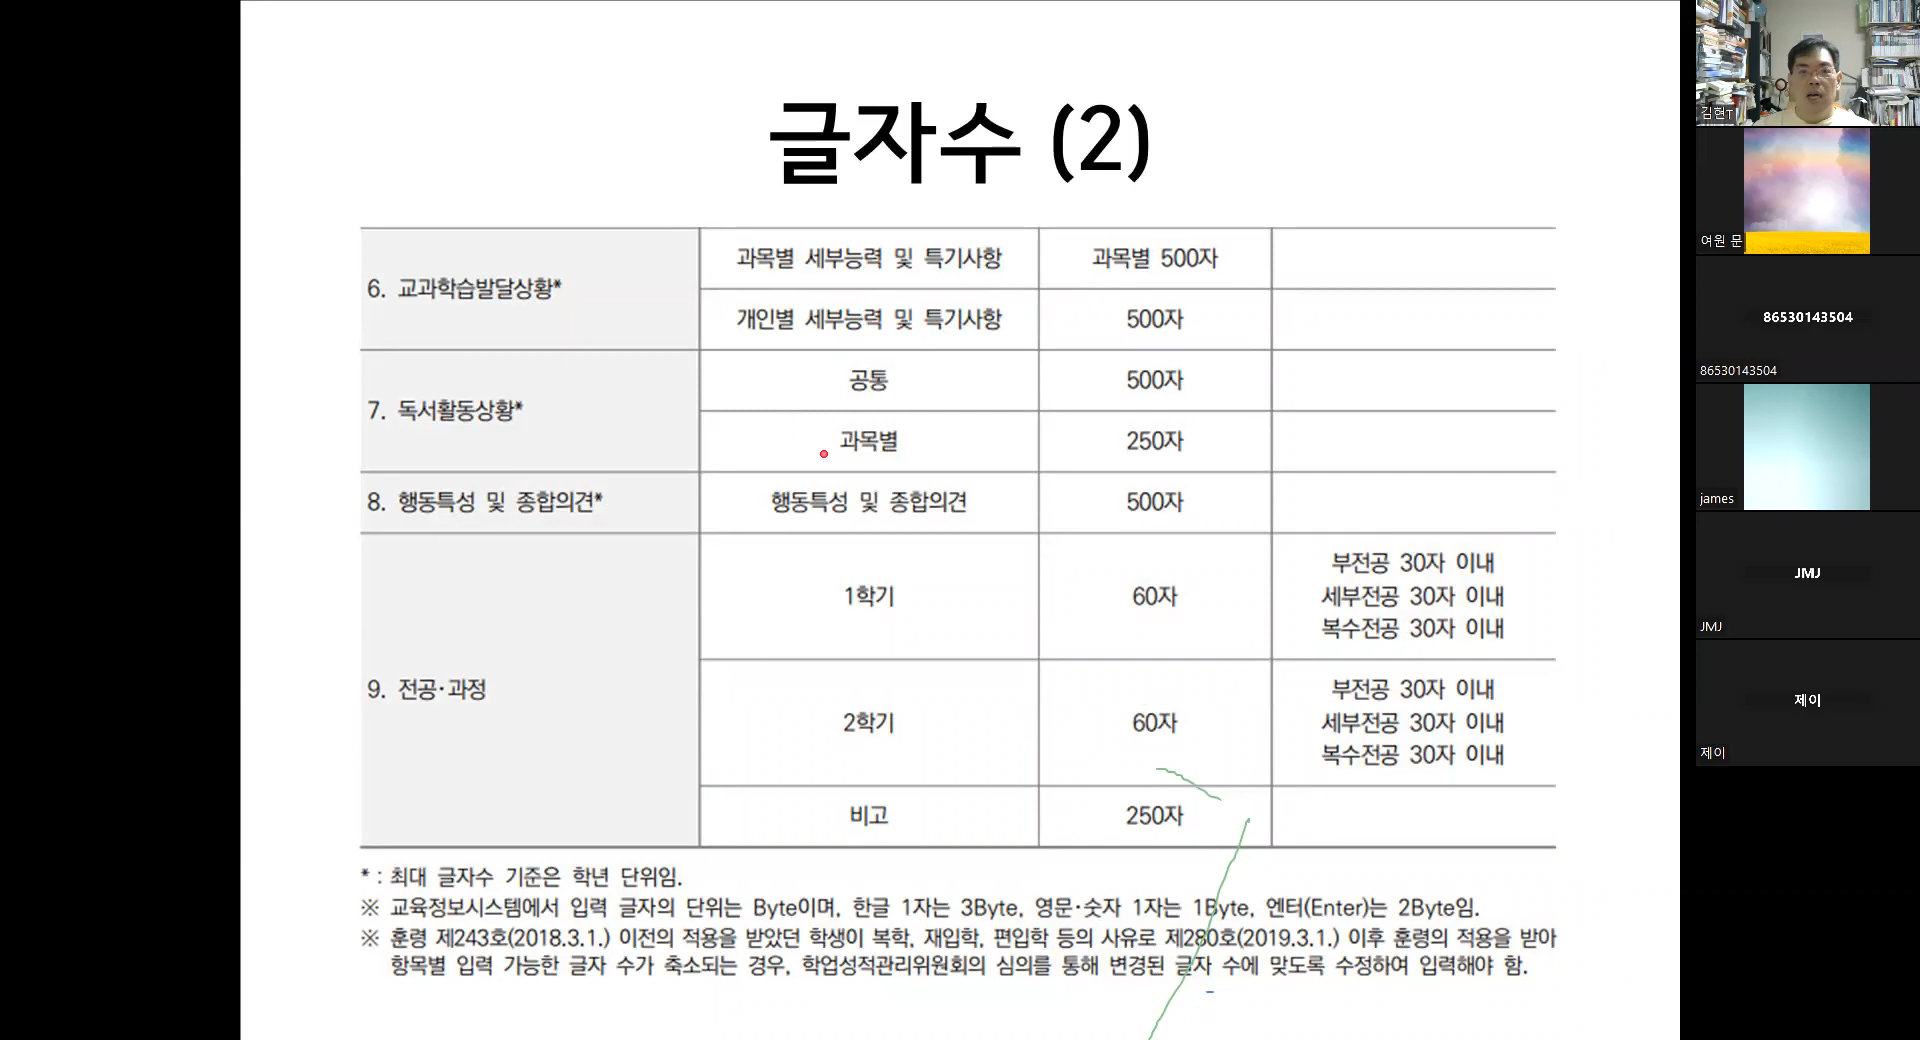 글자수 (2)
6. 교과학습발달상황*
과목별 세부능력 및 특기사항
과목별 500자
개인별 세부능력 및 특기사항
500자
7. 독서활동상황*
공통
500자
과목별
250자
8. 행동특성 및 종합의견*
행동특성 및 종합의견
500자
9. 전공·과정
1학기
60자
부전공 30자 이내
세부전공 30자 이내
복수전공 30자 이내
2학기
60자
부전공 30자 이내
세부전공 30자 이내
복수전공 30자 이내
비고
250자
* : 최대 글자수 기준은 학년 단위임.
※ 교육정보시스템에서 입력 글자의 단위는 Byte이며, 한글 1자는 3Byte, 영문·숫자 1자는 1Byte, 엔터(Enter)는 2Byte임.
※ 훈령 제243호(2018.3.1.) 이전의 적용을 받았던 학생이 복학, 재입학, 편입학 등의 사유로 제280호(2019.3.1.) 이후 훈령의 적용을 받아
항목별 입력 가능한 글자 수가 축소되는 경우, 학업성적관리위원회의 심의를 통해 변경된 글자 수에 맞도록 수정하여 입력해야 함.
김현T
여원 문
86530143504
86530143504
james
JMJ
JMJ
제이
제이